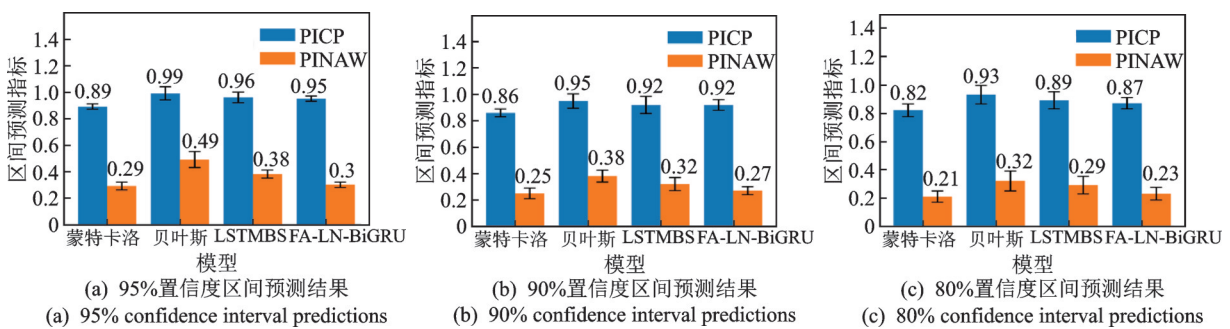 区间预测指标
1.4
1.2
1.0
0.8
0.6
0.4
0.2
0
PICP
PINAW
0.89
0.99
0.96
0.95
0.29
0.49
0.38
0.3
蒙特卡洛 贝叶斯 LSTMBS FA-LN-BiGRU
模型
(a) 95%置信度区间预测结果
(a) 95% confidence interval predictions
区间预测指标
1.4
1.2
1.0
0.8
0.6
0.4
0.2
0
PICP
PINAW
0.86
0.95
0.92
0.92
0.25
0.38
0.32
0.27
蒙特卡洛 贝叶斯 LSTMBS FA-LN-BiGRU
模型
(b) 90%置信度区间预测结果
(b) 90% confidence interval predictions
区间预测指标
1.4
1.2
1.0
0.8
0.6
0.4
0.2
0
PICP
PINAW
0.82
0.93
0.89
0.87
0.21
0.32
0.29
0.23
蒙特卡洛 贝叶斯 LSTMBS FA-LN-BiGRU
模型
(c) 80%置信度区间预测结果
(c) 80% confidence interval predictions